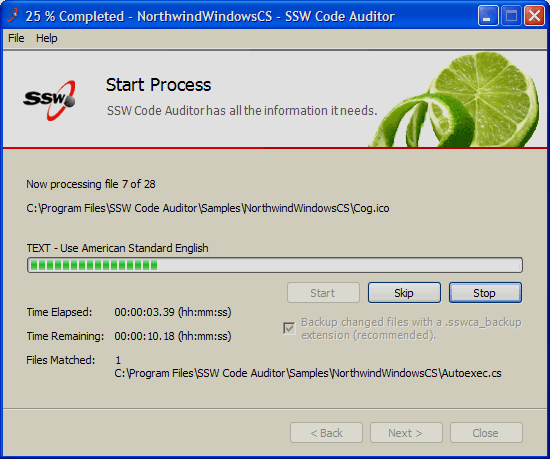 25 % Completed - NorthwindWindowsCS - SSW Code Auditor
File Help
Start Process
SSW
SSW Code Auditor has all the information it needs.
Now processing file 7 of 28
C:\Program Files\SSW Code Auditor\Samples\NorthwindWindowsCS\Cog.ico
TEXT - Use American Standard English
Start Skip Stop
Time Elapsed: 00:00:03.39 (hh:mm:ss)
Backup changed files with a .sswca_backup
extension (recommended).
Time Remaining: 00:00:10.18 (hh:mm:ss)
Files Matched: 1
C:\Program Files\SSW Code Auditor\Samples\NorthwindWindowsCS\Autoexec.cs
< Back Next > Close